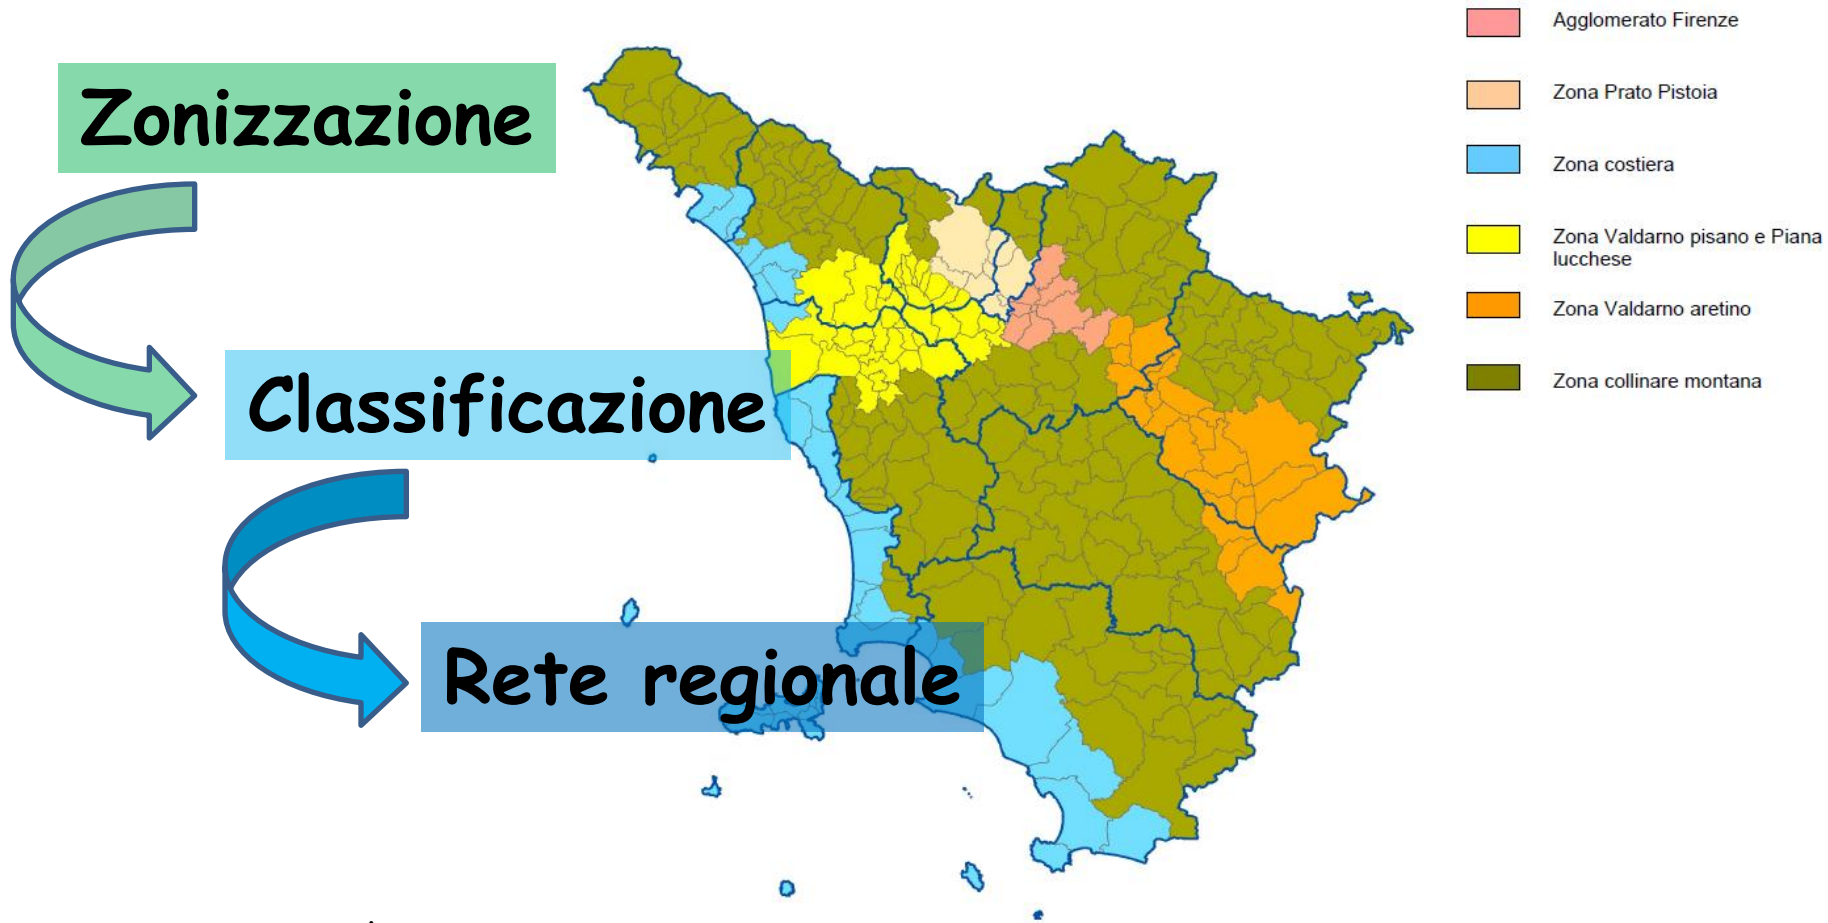 Zonizzazione
Classificazione
Rete regionale
Agglomerato Firenze
Zona Prato Pistoia
Zona costiera
Zona Valdarno pisano e Piana
lucchese
Zona Valdarno aretino
Zona collinare montana